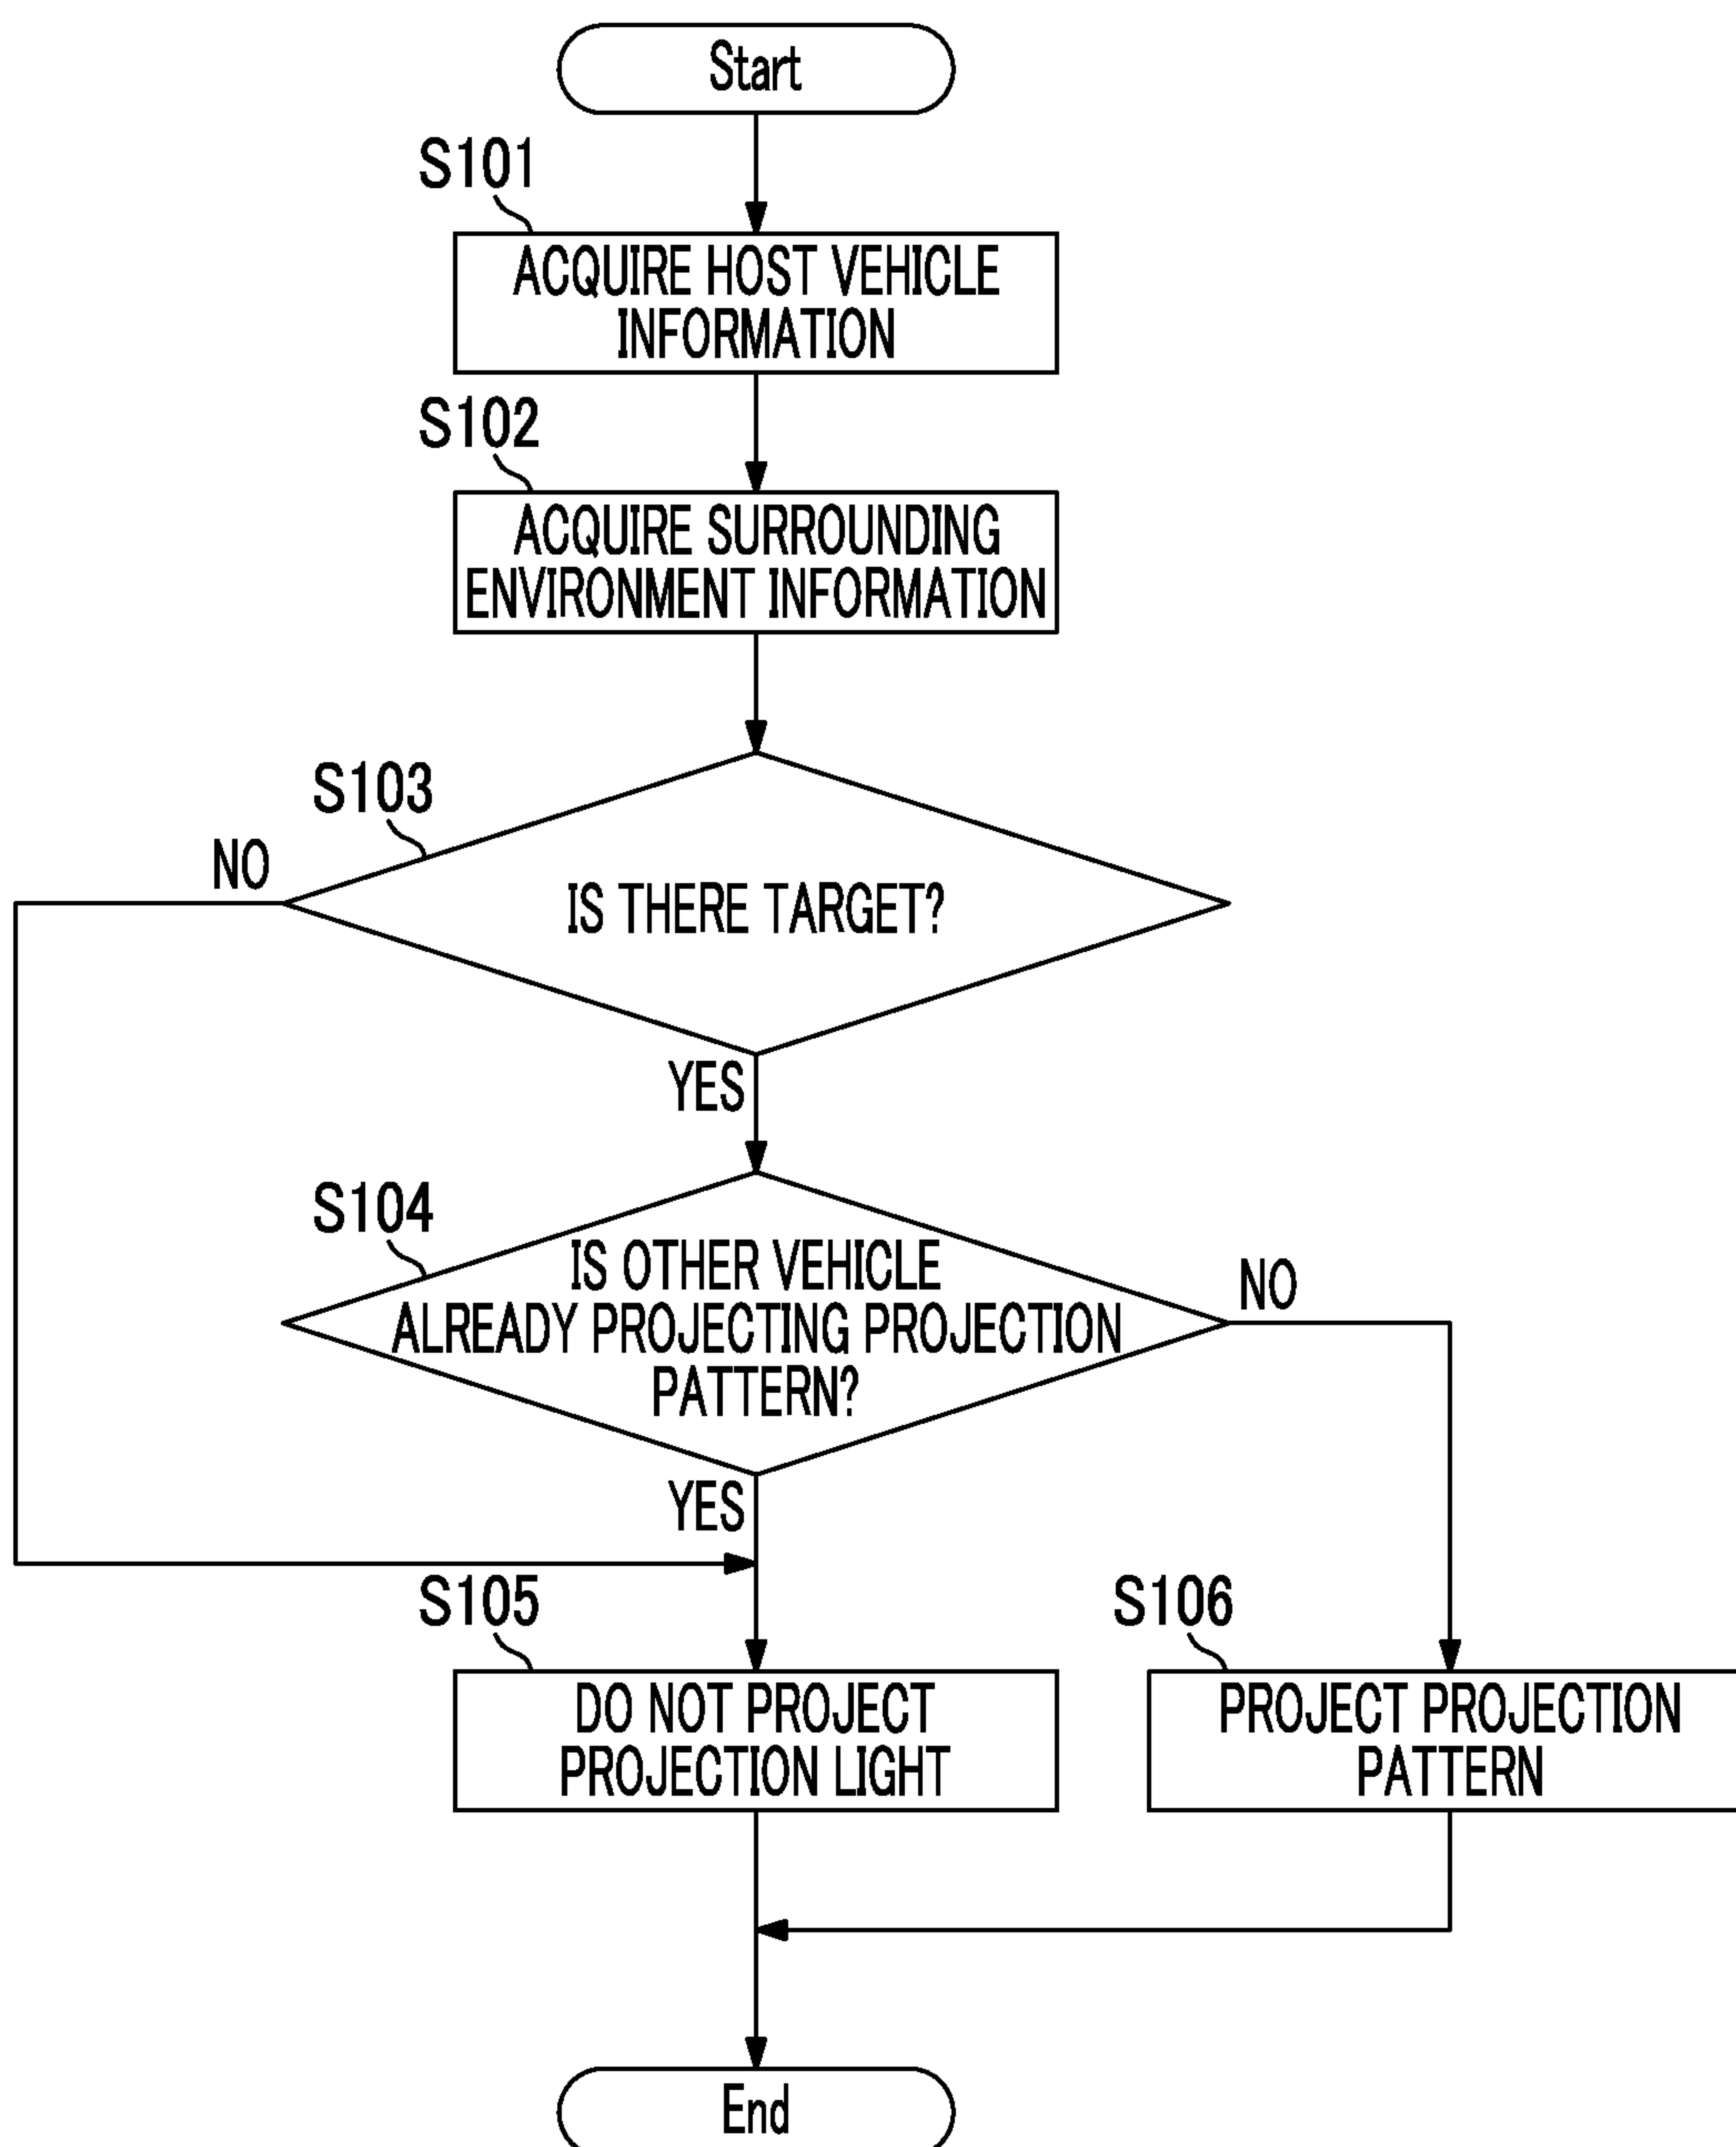 Start
S101
ACQUIRE HOST VEHICLE
INFORMATION
S102
ACQUIRE SURROUNDING
ENVIRONMENT INFORMATION
S103
NO
IS THERE TARGET?
YES
S104
IS OTHER VEHICLE
ALREADY PROJECTING PROJECTION
PATTERN?
NO
YES
S105
DO NOT PROJECT
PROJECTION LIGHT
S106
PROJECT PROJECTION
PATTERN
End